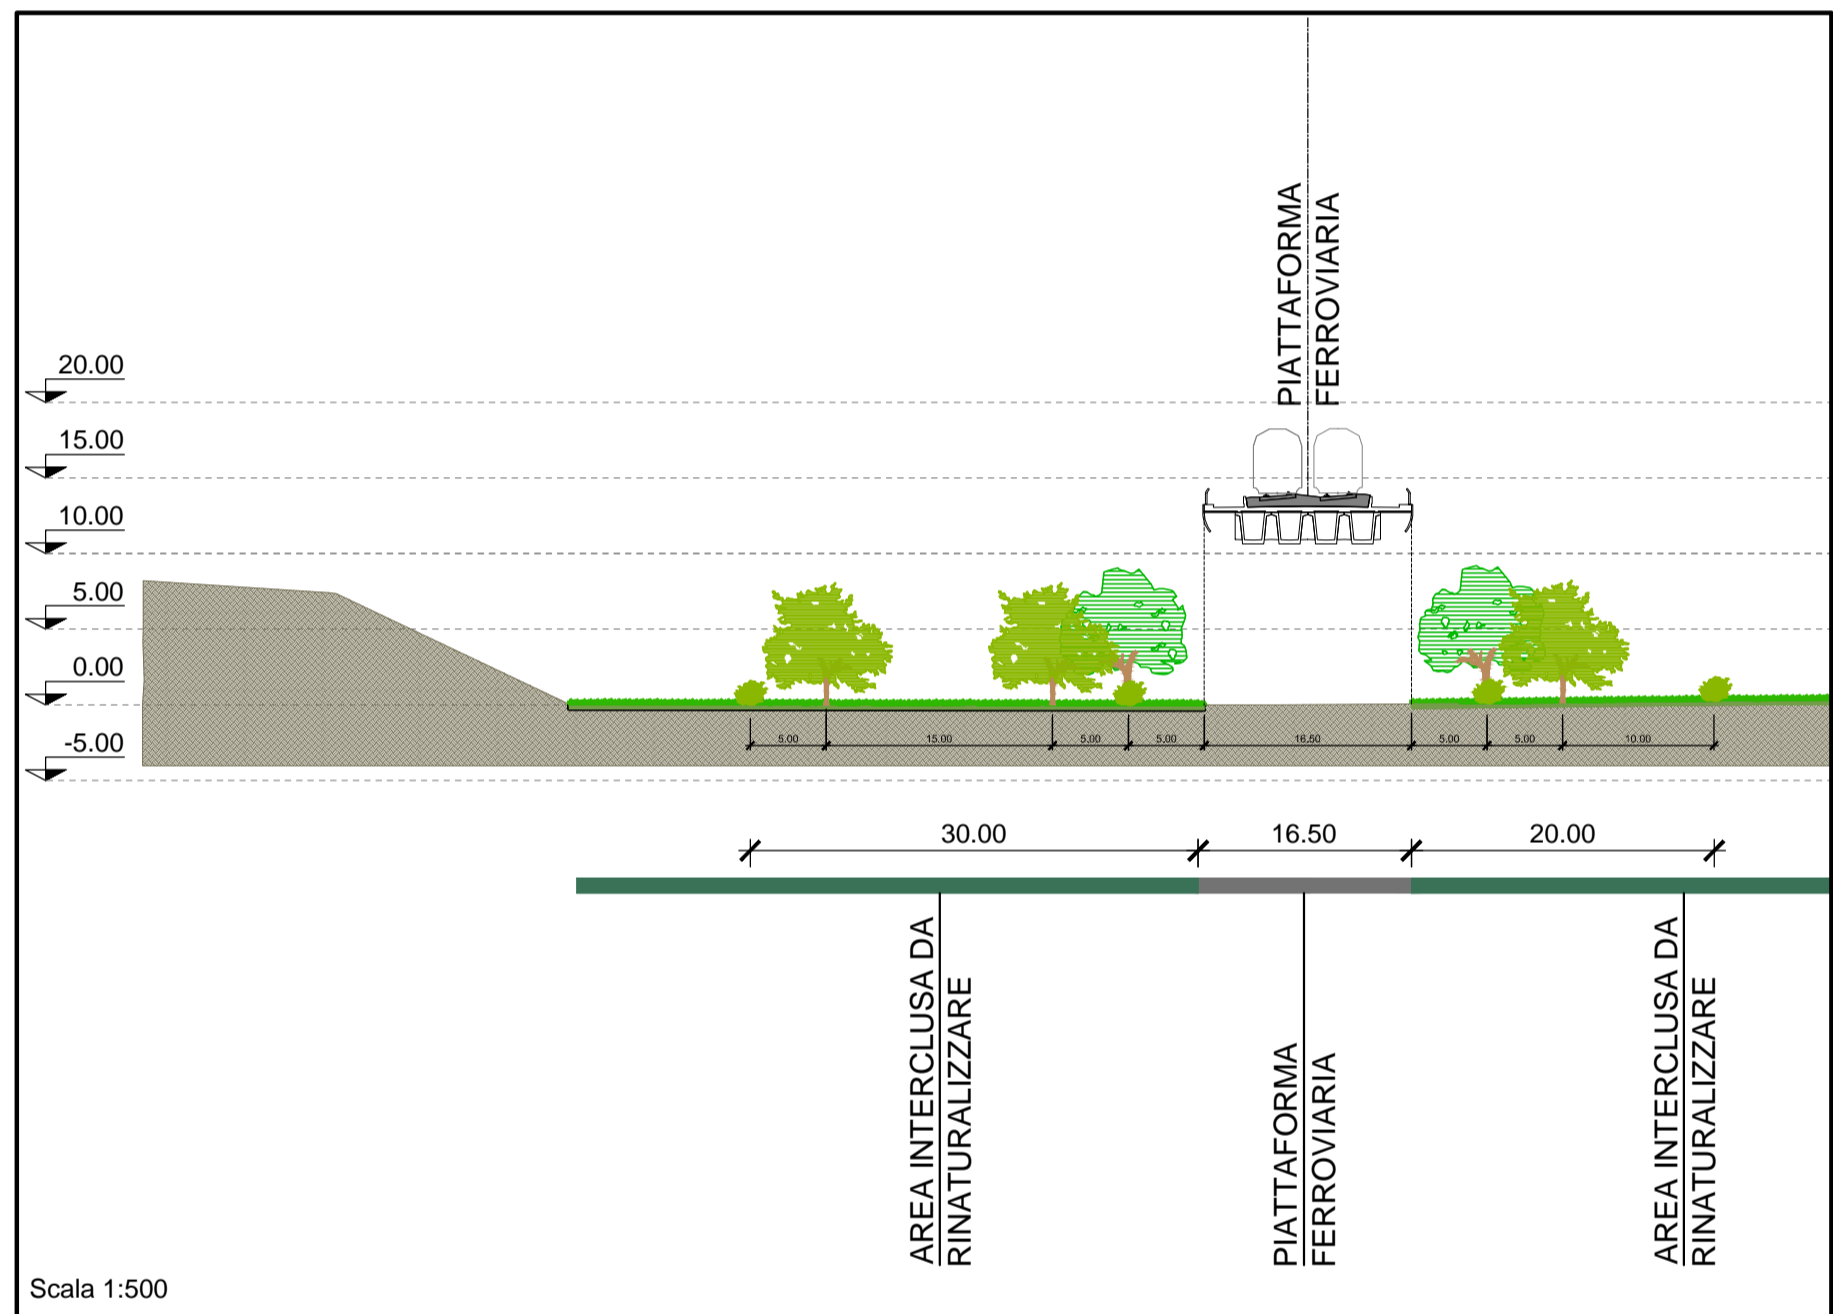 PIATTAFORMA
FERROVIARIA
20.00
15.00
10.00
5.00
0.00
-5.00
5.00
15.00
5.00
5.00
16.50
5.00
5.00
10.00
30.00
16.50
20.00
AREA INTERCLUSA DA
RINATURALIZZARE
PIATTAFORMA
FERROVIARIA
AREA INTERCLUSA DA
RINATURALIZZARE
Scala 1:500